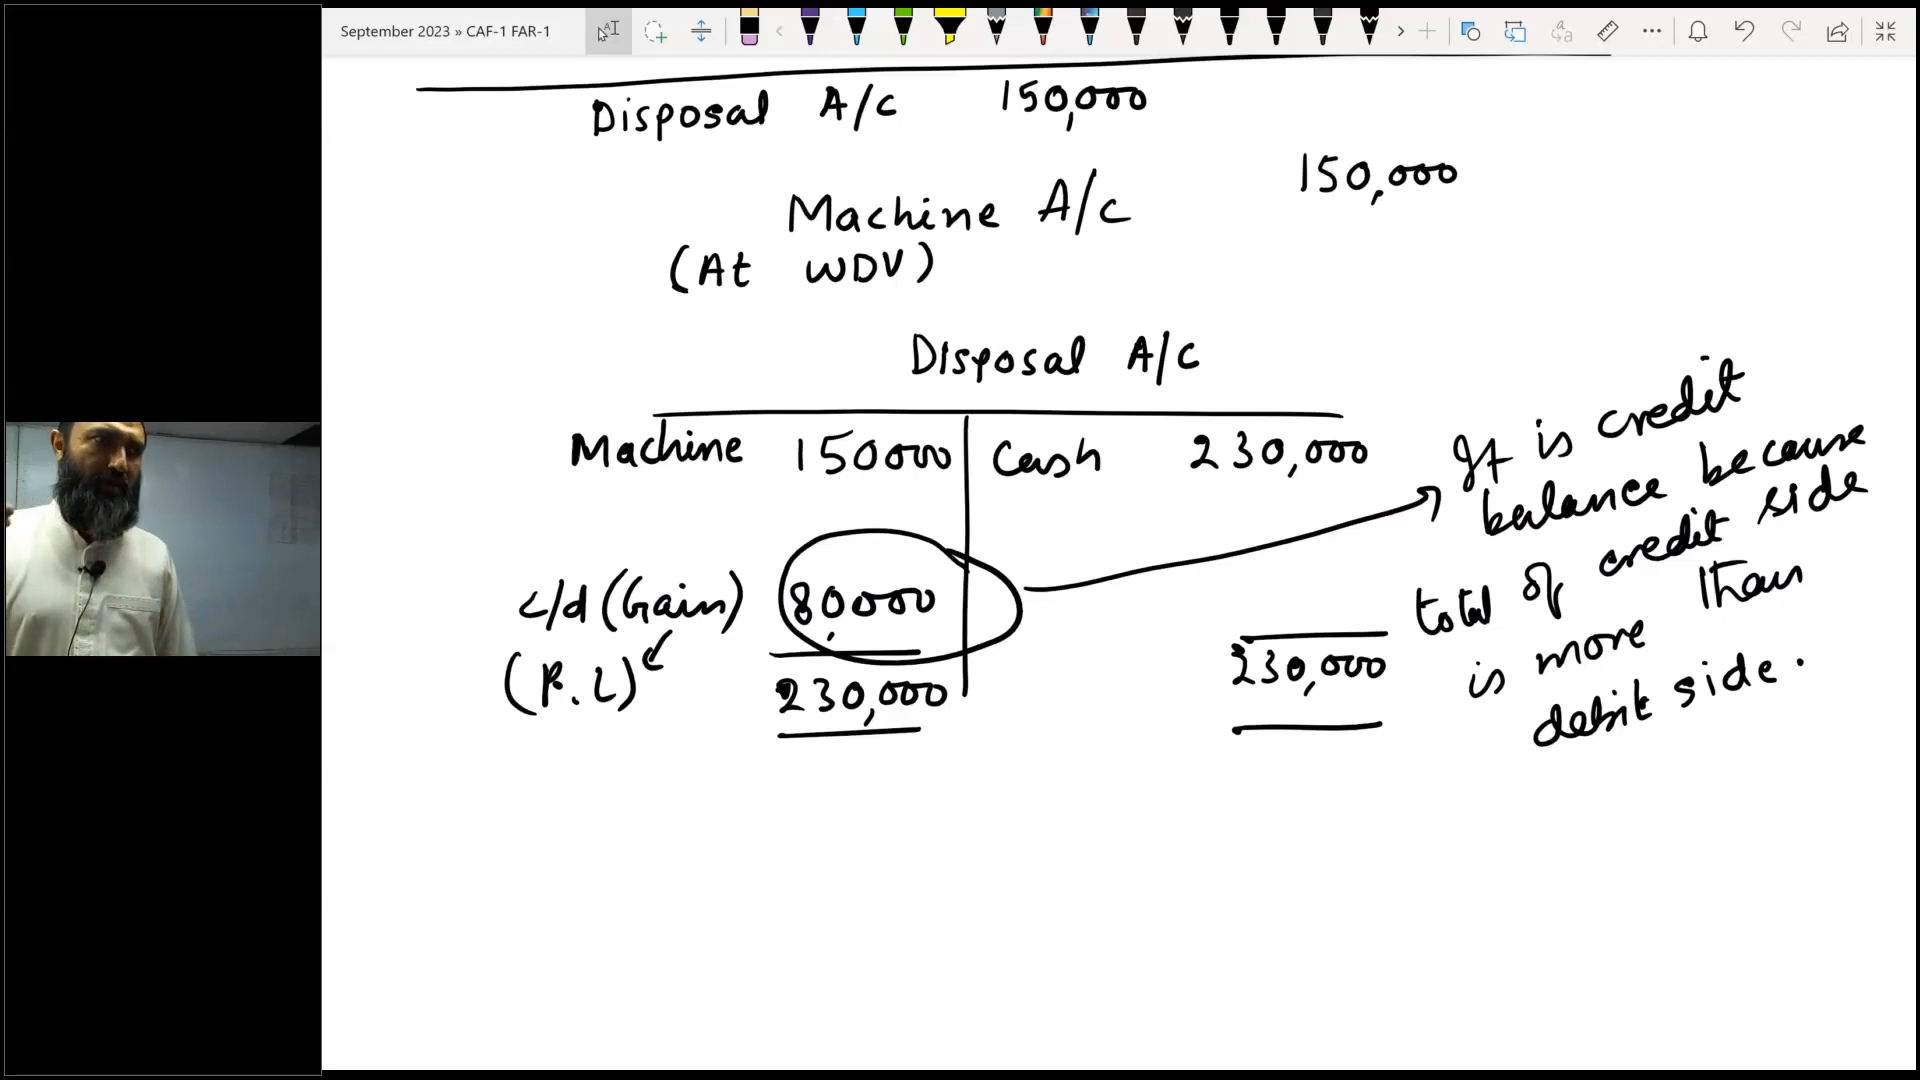 September 2023 » CAF-1 FAR-1
Disposal A/c 150,000
Machine A/c 150,000
(At WDV)
Disposal A/c
Machine 150000 Cash 230,000
c/d (Gain) 80,000
(P.L) 230,000 230,000
It is credit
balance because
total of credit side
is more than
debit side.